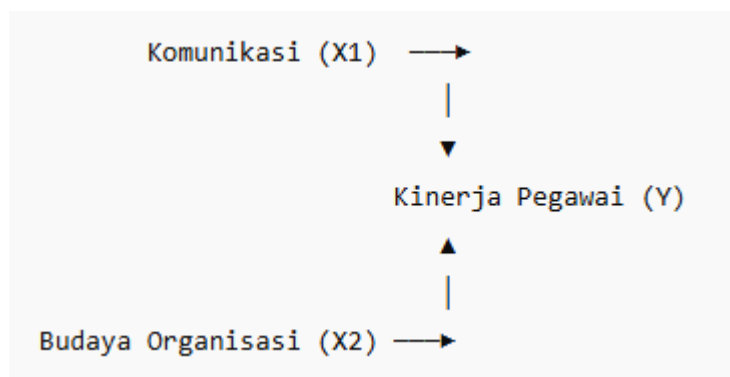 Komunikasi (X1)
Kinerja Pegawai (Y)
Budaya Organisasi (X2)